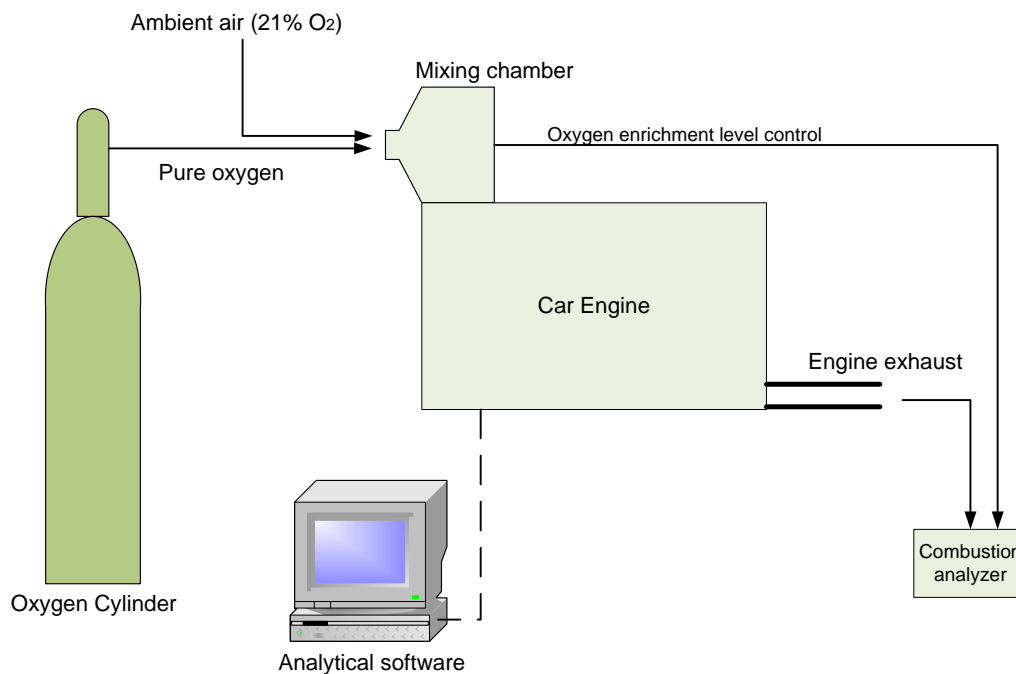 Ambient air (21% O2)
Mixing chamber
Oxygen enrichment level control
Pure oxygen
Car Engine
Engine exhaust
Combustion
analyzer
Oxygen Cylinder
Analytical software